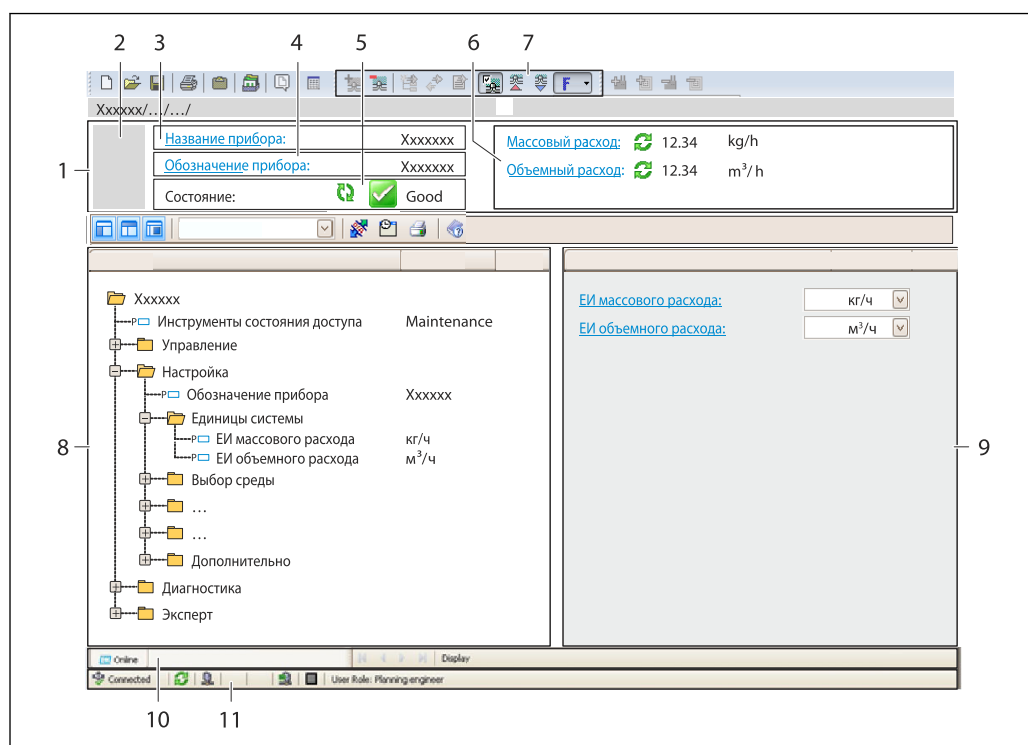 2 3 4 5 6 7
F
Xxxxxx/.../.../
1
Название прибора: Xxxxxxx
Обозначение прибора: Xxxxxxx
Состояние: Good
Массовый расход: 12.34 kg/h
Объемный расход: 12.34 m³/h
Xxxxxx
P Инструменты состояния доступа Maintenance
Управление
Настройка
P Обозначение прибора Xxxxxx
Единицы системы
P ЕИ массового расхода кг/ч
P ЕИ объемного расхода м³/ч
Выбор среды
...
...
Дополнительно
Диагностика
Эксперт
8
ЕИ массового расхода: кг/ч
ЕИ объемного расхода: м³/ч
9
Online Display
Connected User Role: Planning engineer
10 11